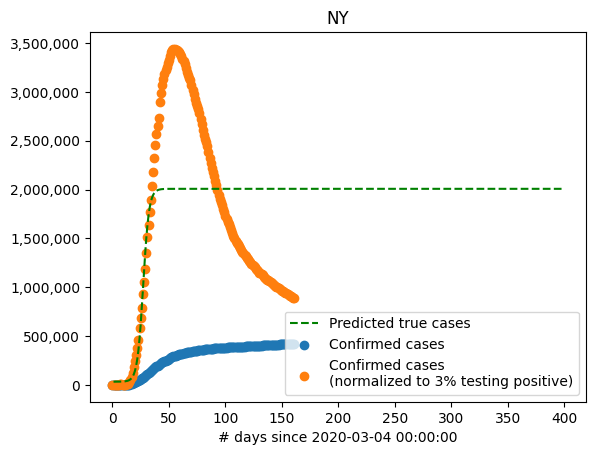 NY
3,500,000
3,000,000
2,500,000
2,000,000
1,500,000
1,000,000
500,000
0
Predicted true cases
Confirmed cases
Confirmed cases
(normalized to 3% testing positive)
0 50 100 150 200 250 300 350 400
# days since 2020-03-04 00:00:00